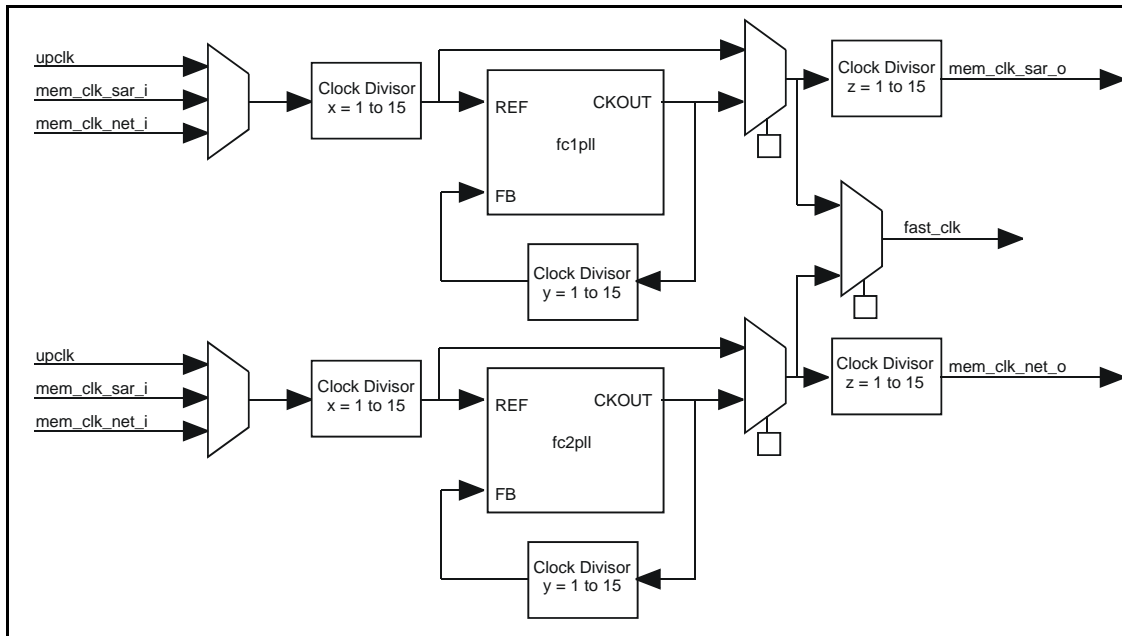 upclk
mem_clk_sar_i
mem_clk_net_i
Clock Divisor
x = 1 to 15
REF
CKOUT
fc1pll
FB
Clock Divisor
y = 1 to 15
Clock Divisor
z = 1 to 15
mem_clk_sar_o
fast_clk
upclk
mem_clk_sar_i
mem_clk_net_i
Clock Divisor
x = 1 to 15
REF
CKOUT
fc2pll
FB
Clock Divisor
y = 1 to 15
Clock Divisor
z = 1 to 15
mem_clk_net_o